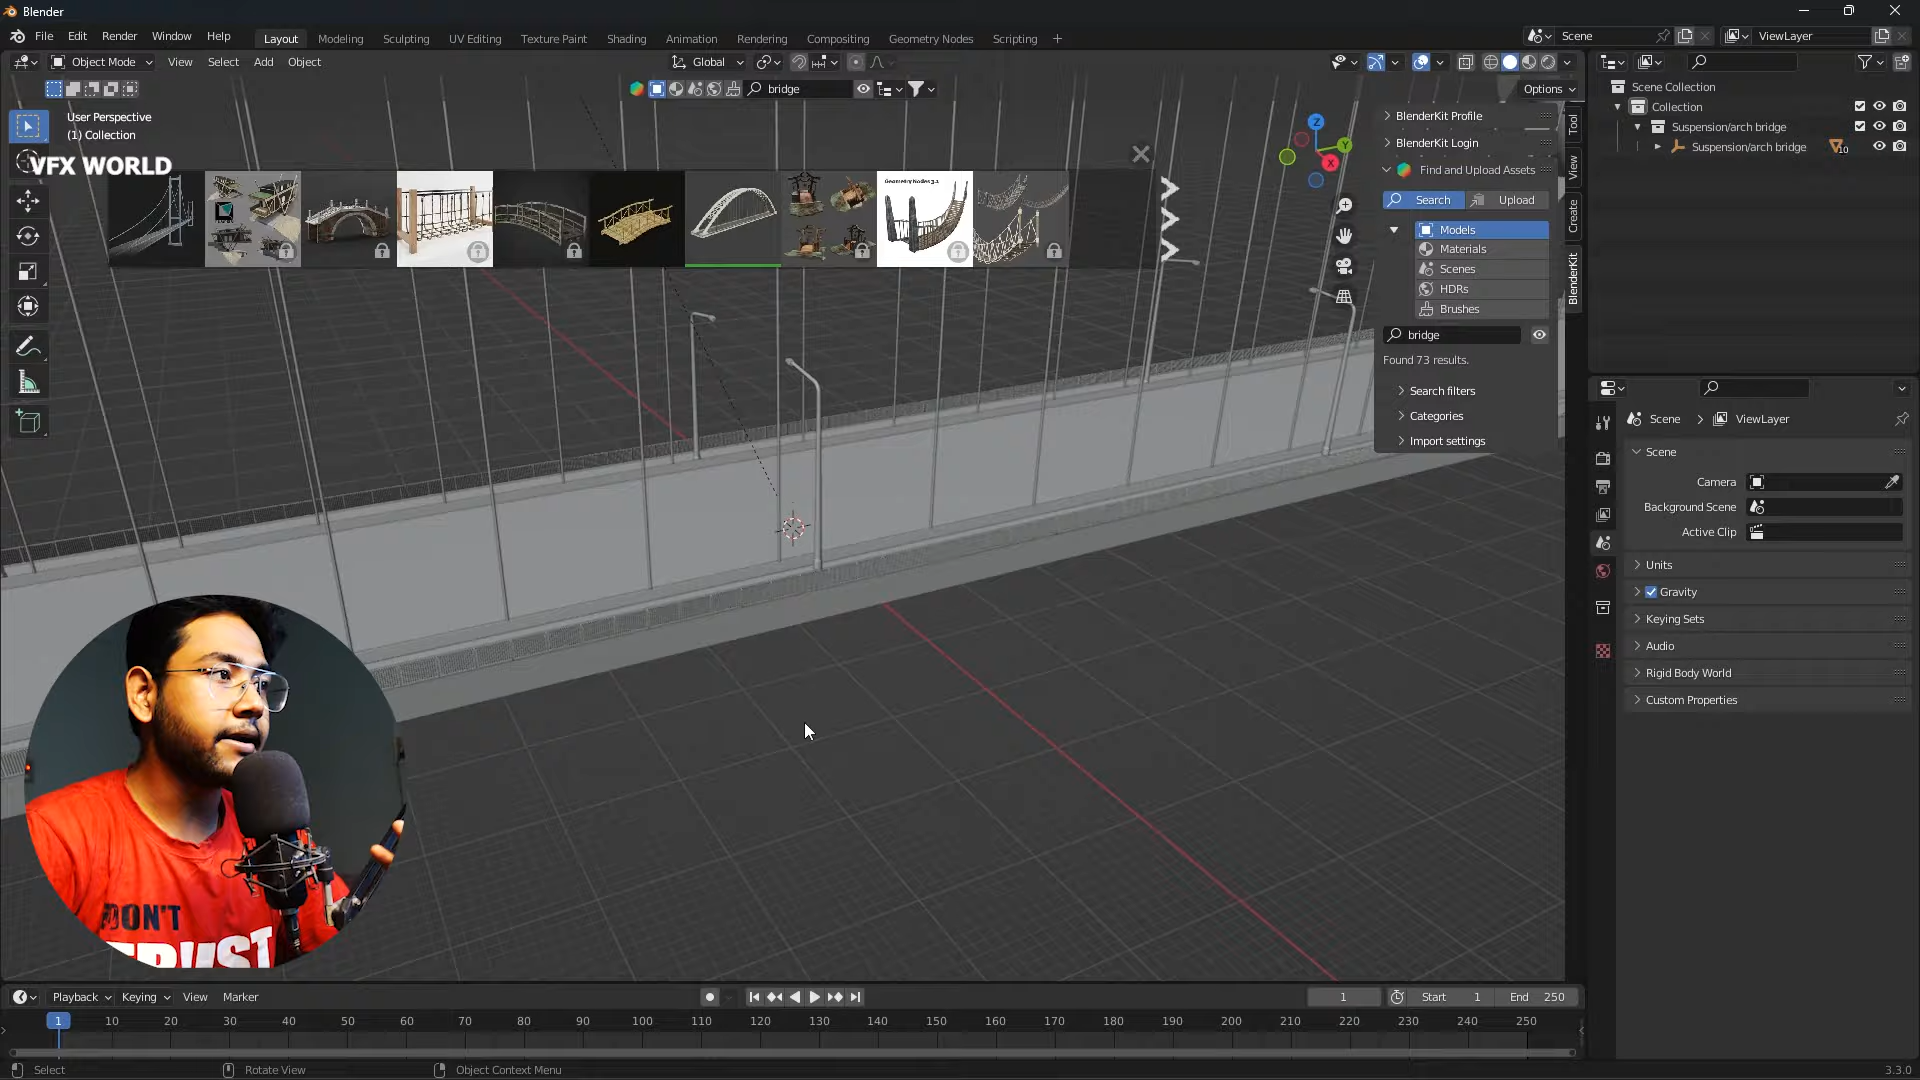 Blender
File Edit Render Window Help
Layout Modeling Sculpting UV Editing Texture Paint Shading Animation Rendering Compositing Geometry Nodes Scripting +
Scene
ViewLayer
Object Mode View Select Add Object
Global
bridge
Options
User Perspective
(1) Collection
VFX WORLD
Geometry Nodes 3.2
Z
Y
X
BlenderKit Profile
BlenderKit Login
Find and Upload Assets
Search Upload
Models
Materials
Scenes
HDRs
Brushes
bridge
Found 73 results.
Search filters
Categories
Import settings
Tool
View
Create
BlenderKit
Scene Collection
Collection
Suspension/arch bridge
Suspension/arch bridge
10
Scene > ViewLayer
Scene
Camera
Background Scene
Active Clip
Units
Gravity
Keying Sets
Audio
Rigid Body World
Custom Properties
DON'T
TRUST
Playback Keying View Marker
1 Start 1 End 250
1 10 20 30 40 50 60 70 80 90 100 110 120 130 140 150 160 170 180 190 200 210 220 230 240 250
Select Rotate View Object Context Menu
3.3.0